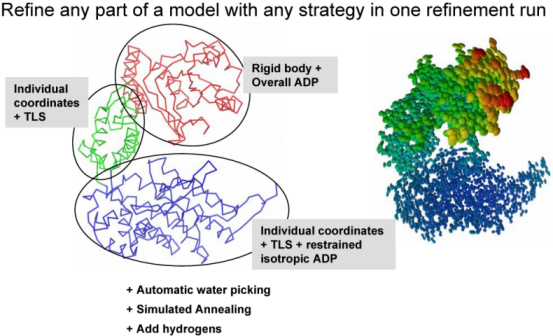 Refine any part of a model with any strategy in one refinement run
Rigid body +
Overall ADP
Individual
coordinates
+ TLS
Individual coordinates
+ TLS + restrained
isotropic ADP
+ Automatic water picking
+ Simulated Annealing
+ Add hydrogens